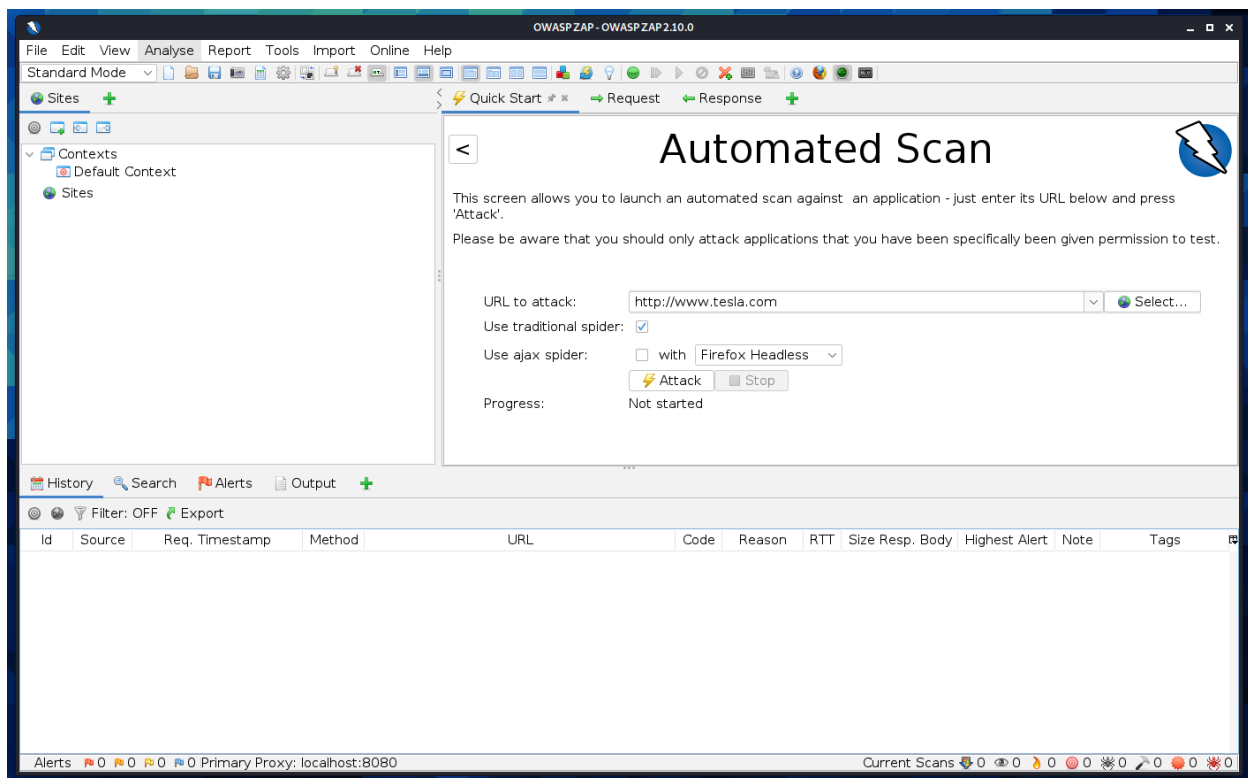 OWASP ZAP - OWASP ZAP 2.10.0
File Edit View Analyse Report Tools Import Online Help
Standard Mode
Sites
Quick Start Request Response
Contexts
Default Context
Sites
<
Automated Scan
This screen allows you to launch an automated scan against an application - just enter its URL below and press
'Attack'.
Please be aware that you should only attack applications that you have been specifically been given permission to test.
URL to attack: http://www.tesla.com Select...
Use traditional spider:
Use ajax spider: with Firefox Headless
Attack Stop
Progress: Not started
History Search Alerts Output
Filter: OFF Export
Id Source Req. Timestamp Method URL Code Reason RTT Size Resp. Body Highest Alert Note Tags
Alerts 0 0 0 0 Primary Proxy: localhost:8080 Current Scans 0 0 0 0 0 0 0 0